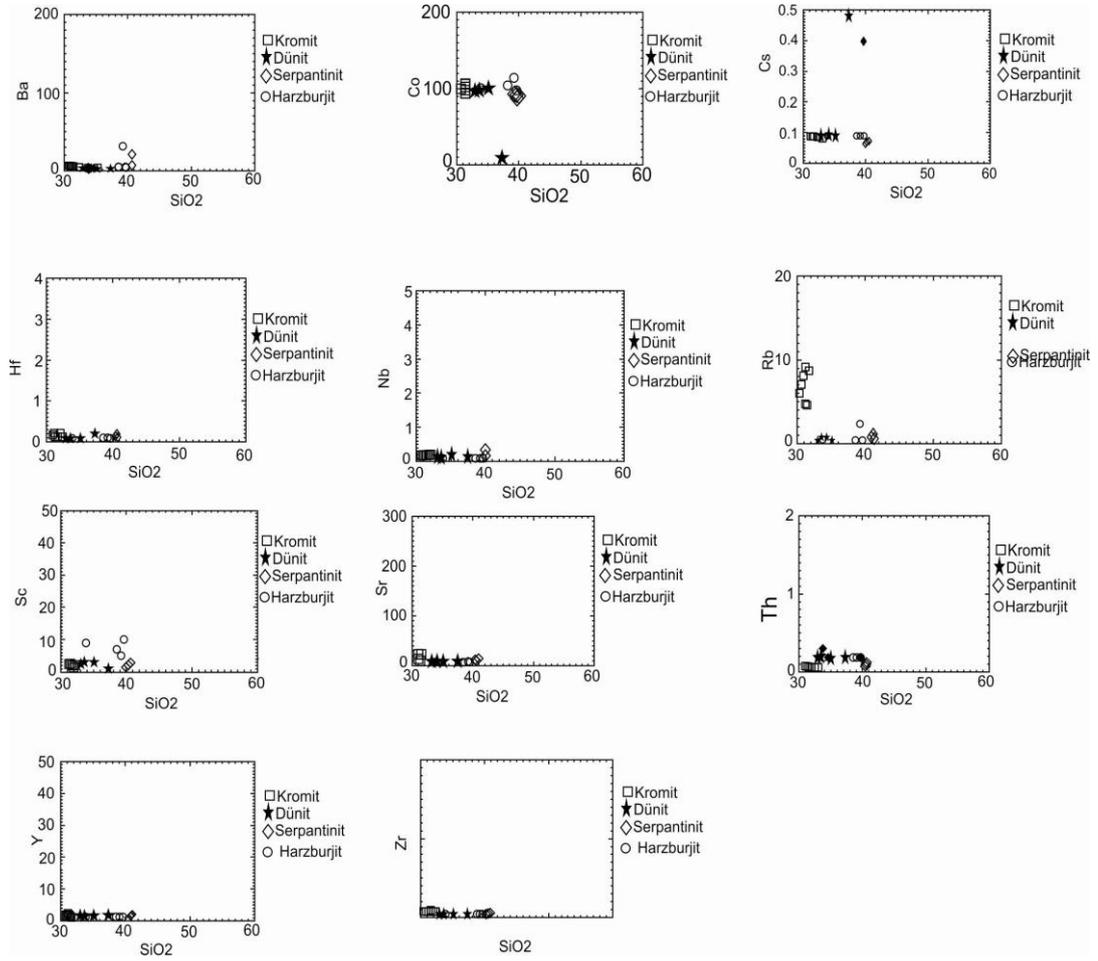 200
100
0
Ba
30
40
50
60
SiO2
Kromit
Dünit
Serpantinit
Harzburjit
200
100
0
Co
30
40
50
60
SiO2
Kromit
Dünit
Serpantinit
Harzburjit
0.5
0.4
0.3
0.2
0.1
0
Cs
30
40
50
60
SiO2
Kromit
Dünit
Serpantinit
Harzburjit
4
3
2
1
0
Hf
30
40
50
60
SiO2
Kromit
Dünit
Serpantinit
Harzburjit
5
4
3
2
1
0
Nb
30
40
50
60
SiO2
Kromit
Dünit
Serpantinit
Harzburjit
20
10
0
Rb
30
40
50
60
SiO2
Kromit
Dünit
Serpantinit
Harzburjit
50
40
30
20
10
0
Sc
30
40
50
60
SiO2
Kromit
Dünit
Serpantinit
Harzburjit
300
200
100
0
Sr
30
40
50
60
SiO2
Kromit
Dünit
Serpantinit
Harzburjit
2
1
0
Th
30
40
50
60
SiO2
Kromit
Dünit
Serpantinit
Harzburjit
50
40
30
20
10
0
Y
30
40
50
60
SiO2
Kromit
Dünit
Serpantinit
Harzburjit
Zr
SiO2
Kromit
Dünit
Serpantinit
Harzburjit